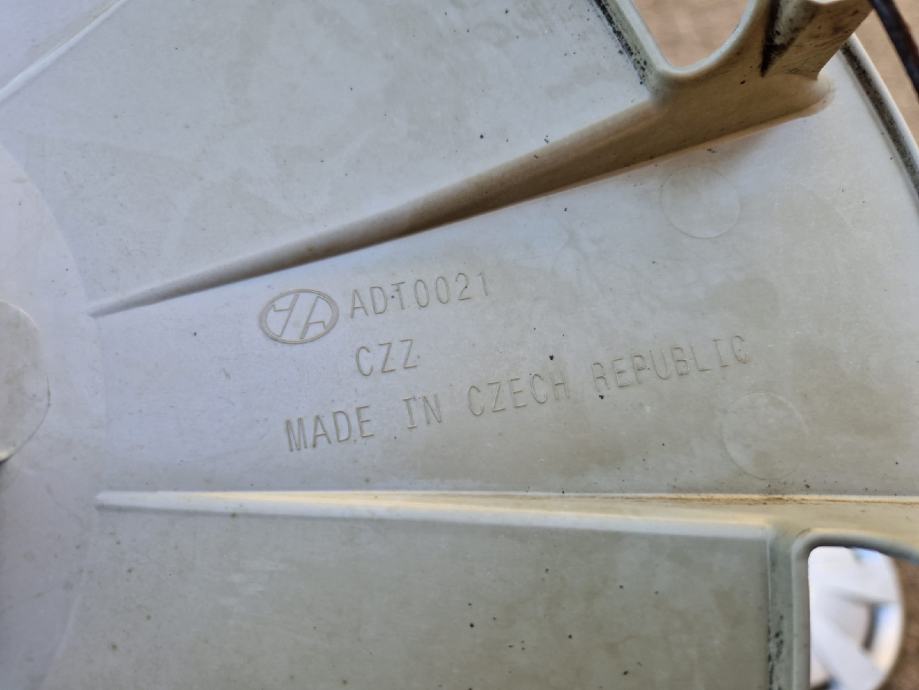 ADT0021
CZZ
MADE IN CZECH REPUBLIC